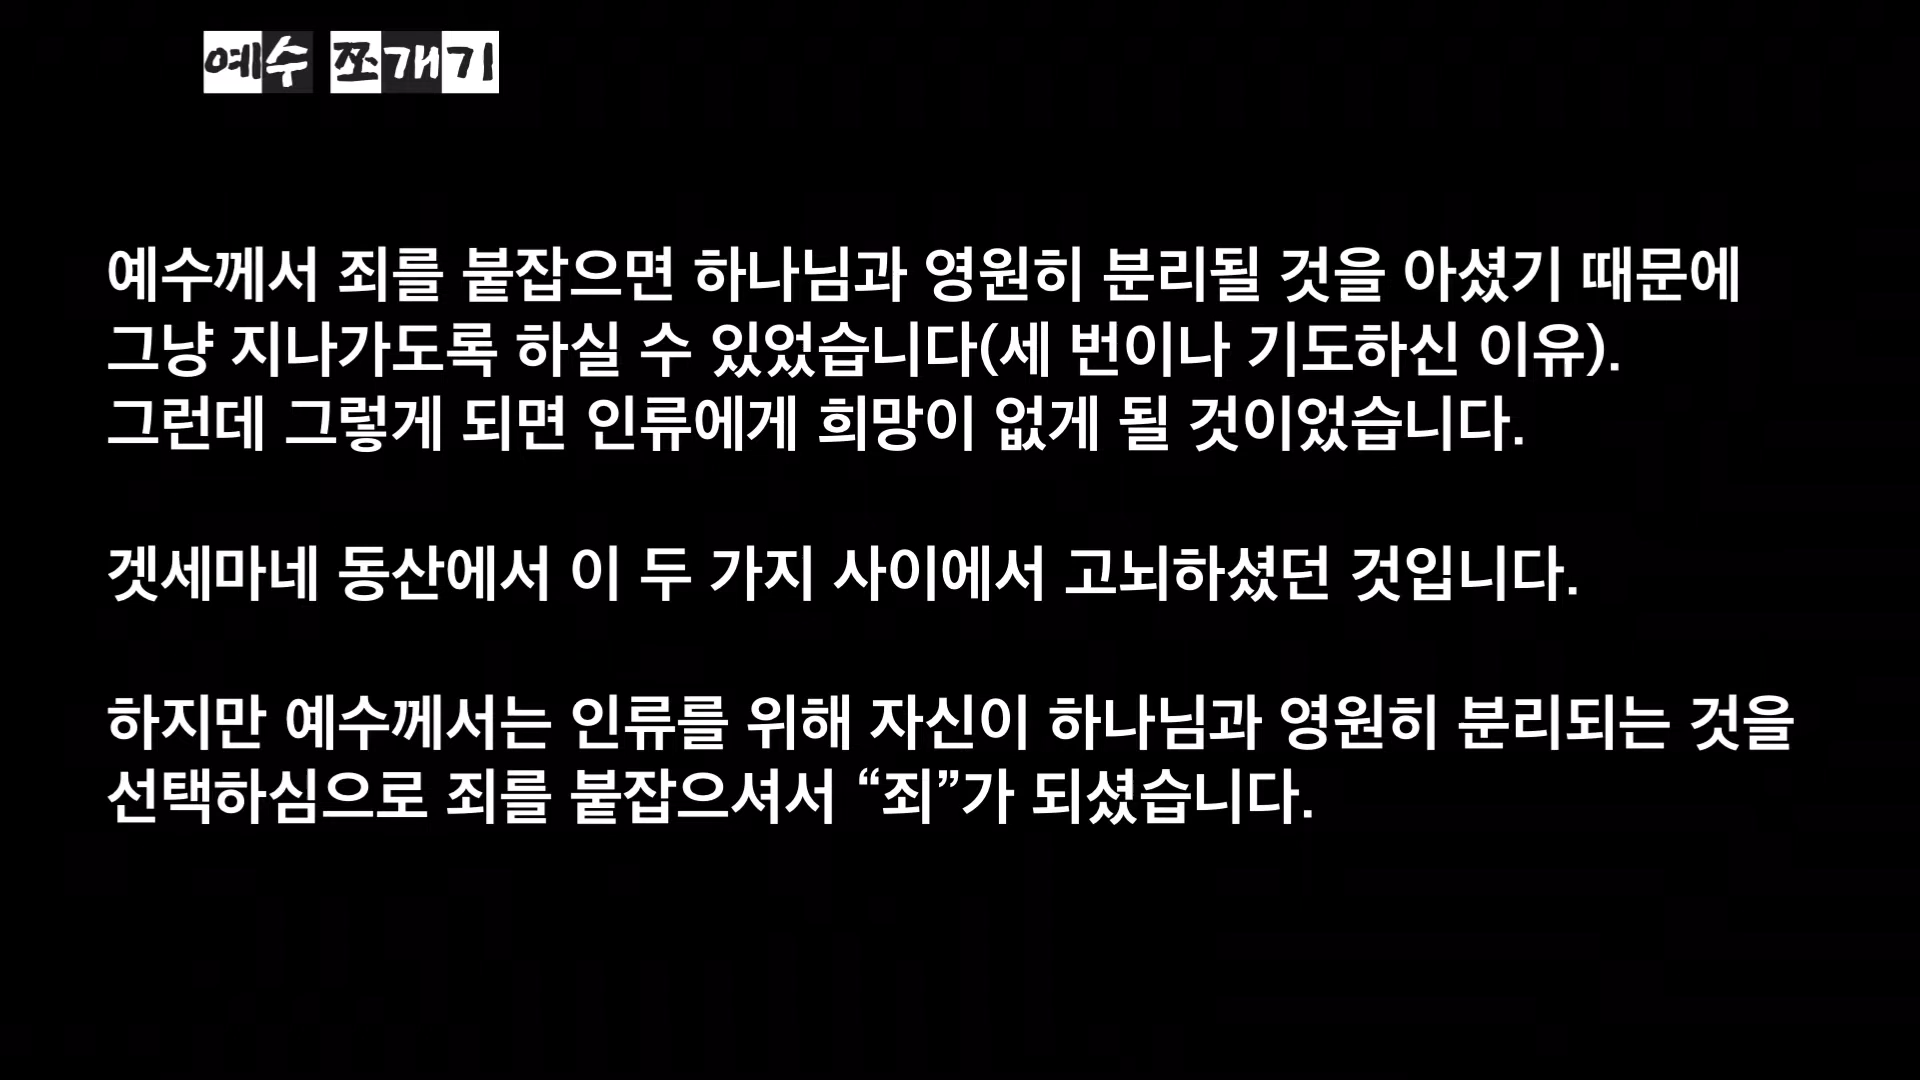 예수 쪼개기
예수께서 죄를 붙잡으면 하나님과 영원히 분리될 것을 아셨기 때문에
그냥 지나가도록 하실 수 있었습니다(세 번이나 기도하신 이유).
그런데 그렇게 되면 인류에게 희망이 없게 될 것이었습니다.
겟세마네 동산에서 이 두 가지 사이에서 고뇌하셨던 것입니다.
하지만 예수께서는 인류를 위해 자신이 하나님과 영원히 분리되는 것을
선택하심으로 죄를 붙잡으셔서 “죄”가 되셨습니다.